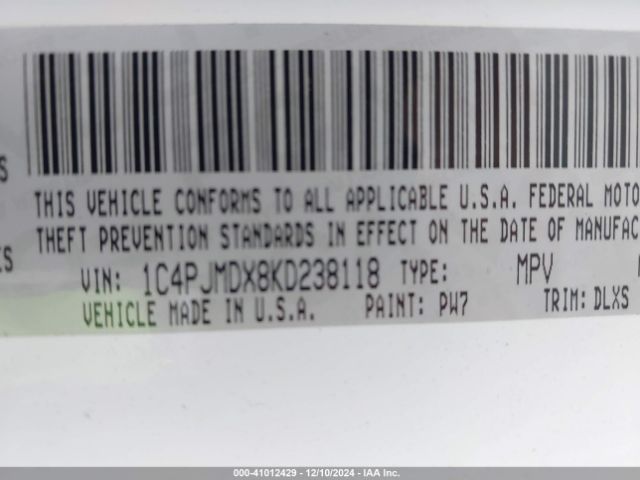 S
THIS VEHICLE CONFORMS TO ALL APPLICABLE U.S.A. FEDERAL MOTO
THEFT PREVENTION STANDARDS IN EFFECT ON THE DATE OF MANUFAC
ES
VIN: 1C4PJMDX8KD238118 TYPE: MPV
VEHICLE MADE IN U.S.A. PAINT: PW7 TRIM: DLXS
000-41012429 - 12/10/2024 - IAA Inc.